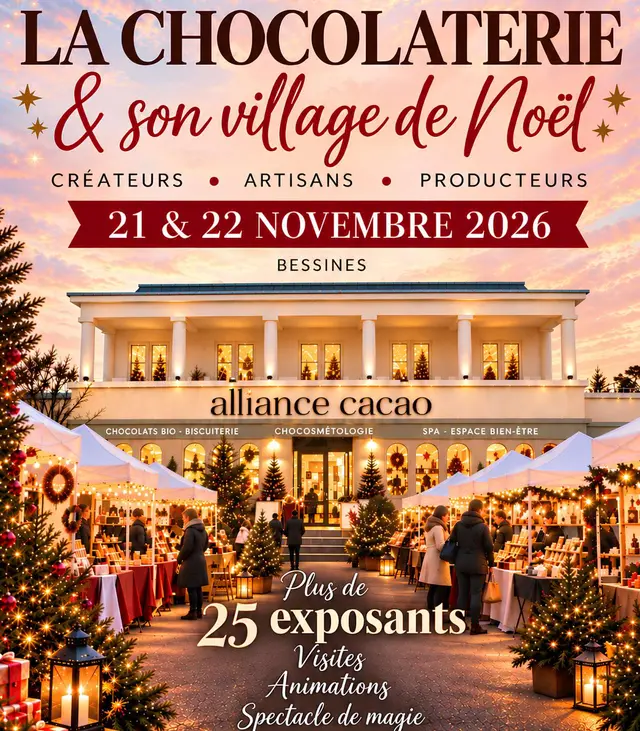 LA CHOCOLATERIE
& son village de Noël
CRÉATEURS • ARTISANS • PRODUCTEURS
21 & 22 NOVEMBRE 2026
BESSINES
alliance cacao
CHOCOLATS BIO - BISCUITERIE CHOCOSMÉTOLOGIE SPA - ESPACE BIEN-ÊTRE
Plus de
25 exposants
Visites
Animations
Spectacle de magie